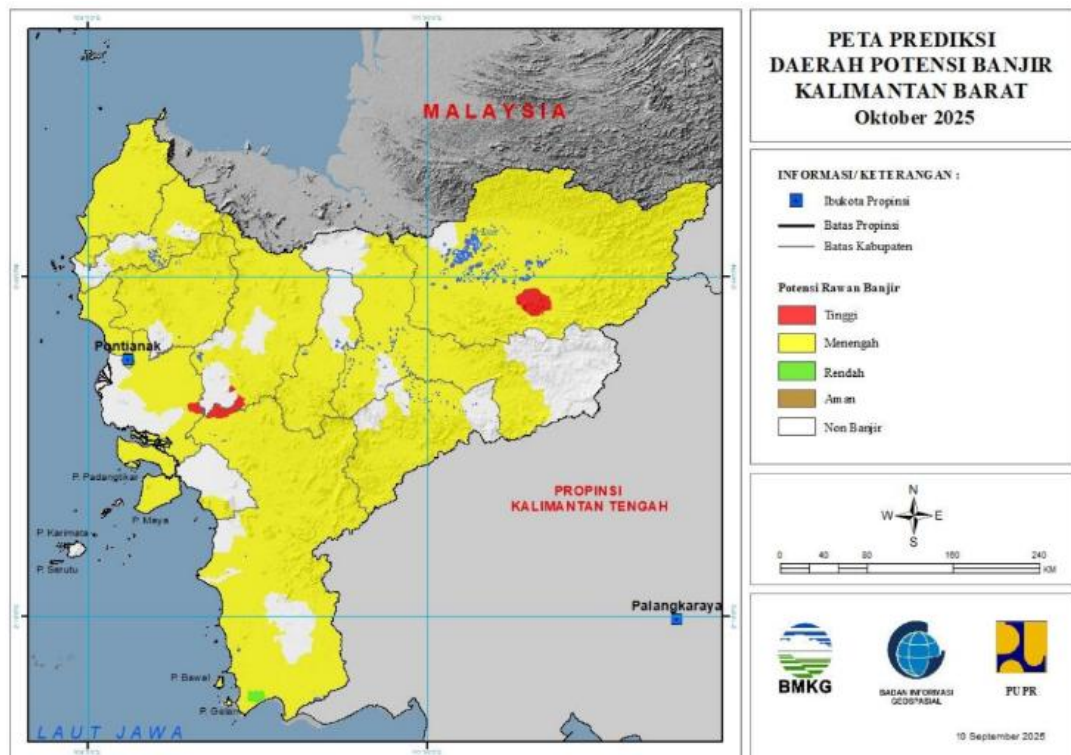 PETA PREDIKSI
DAERAH POTENSI BANJIR
KALIMANTAN BARAT
Oktober 2025
INFORMASI/ KETERANGAN :
Ibukota Propinsi
Batas Propinsi
Batas Kabupaten
Potensi Rawan Banjir
Tinggi
Menengah
Rendah
Aman
Non Banjir
N
W E
S
0 40 80 160 240
KM
BMKG
BADAN INFORMASI
GEOSPASIAL
PUPR
10 September 2025
MALAYSIA
Pontianak
P. Padangtikar
P. Maya
P. Karimata
P. Serutu
PROPINSI
KALIMANTAN TENGAH
Palangkaraya
P. Bawal
P. Gelam
LAUT JAWA